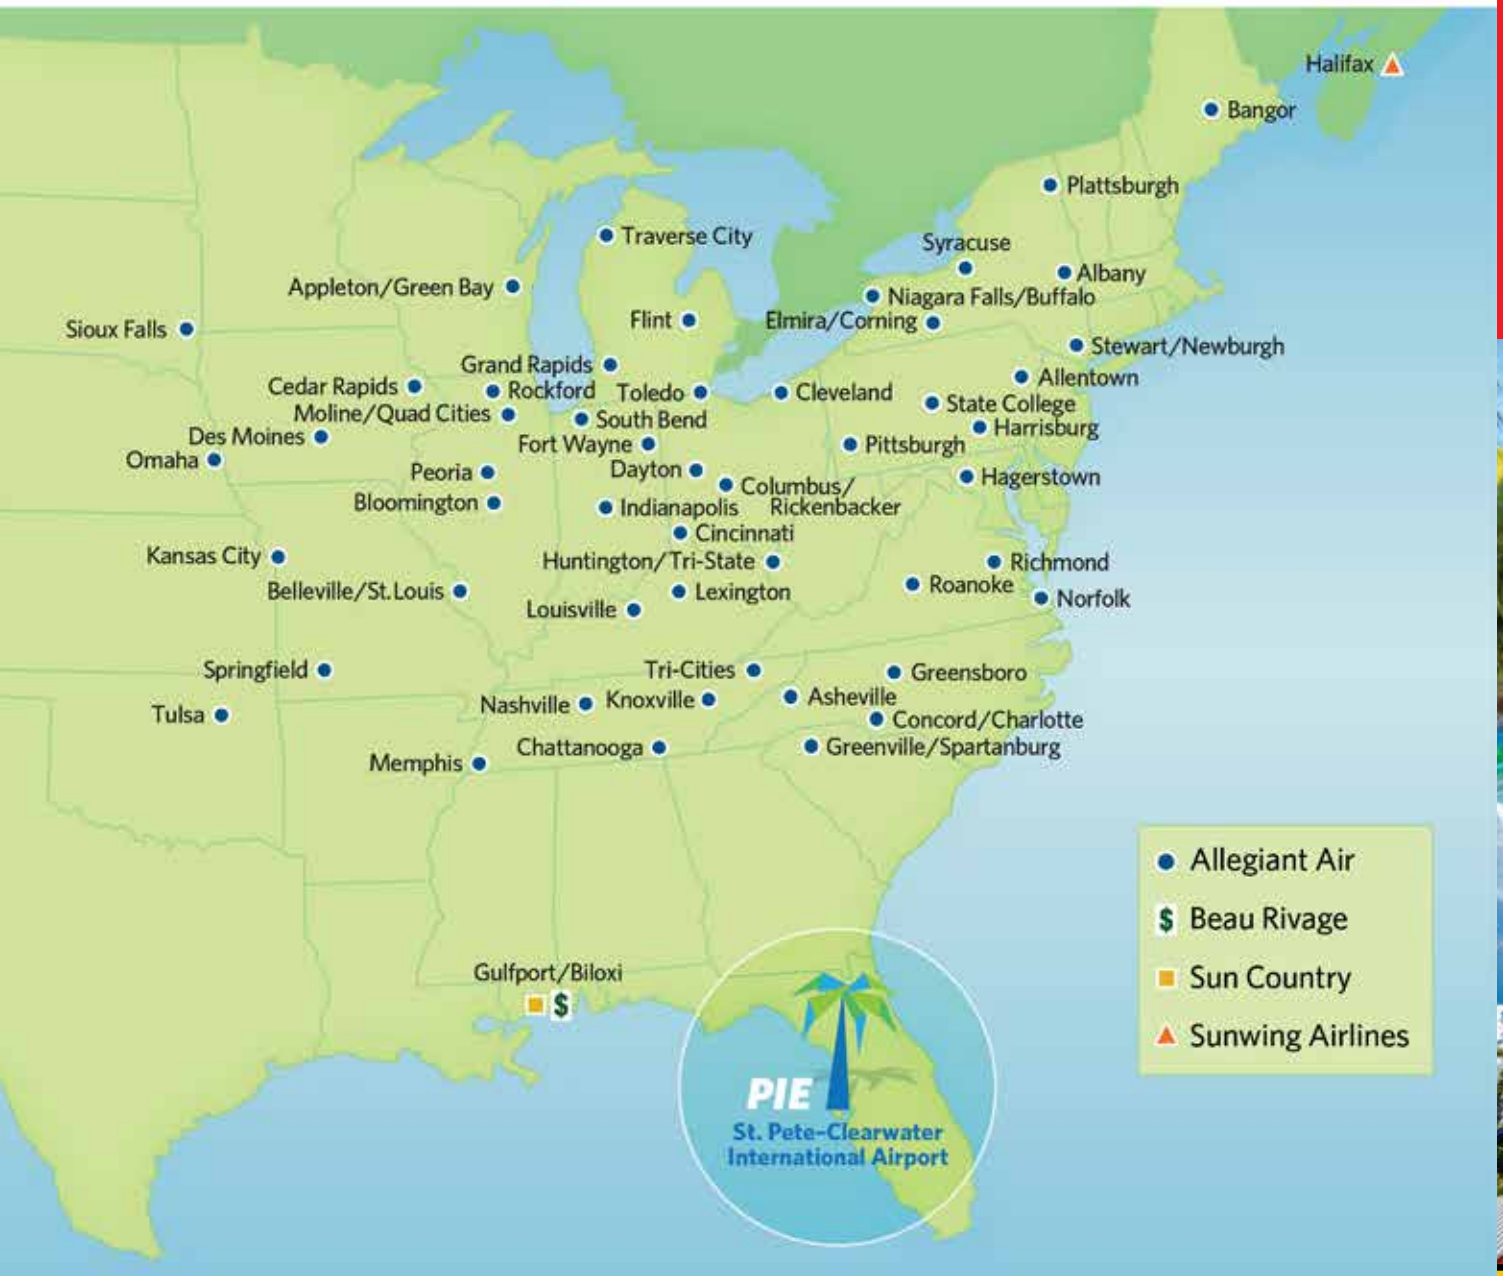 Halifax
Bangor
Plattsburgh
Traverse City
Syracuse
Albany
Appleton/Green Bay
Niagara Falls/Buffalo
Sioux Falls
Flint
Elmira/Corning
Stewart/Newburgh
Grand Rapids
Allentown
Cedar Rapids
Rockford
Toledo
Cleveland
State College
Moline/Quad Cities
South Bend
Harrisburg
Des Moines
Fort Wayne
Pittsburgh
Omaha
Peoria
Dayton
Hagerstown
Columbus/
Rickenbacker
Bloomington
Indianapolis
Cincinnati
Kansas City
Huntington/Tri-State
Richmond
Belleville/St.Louis
Lexington
Roanoke
Norfolk
Louisville
Springfield
Tri-Cities
Greensboro
Nashville
Knoxville
Asheville
Tulsa
Concord/Charlotte
Chattanooga
Greenville/Spartanburg
Memphis
Allegiant Air
$ Beau Rivage
Sun Country
Sunwing Airlines
Gulfport/Biloxi
$
PIE
St. Pete-Clearwater
International Airport